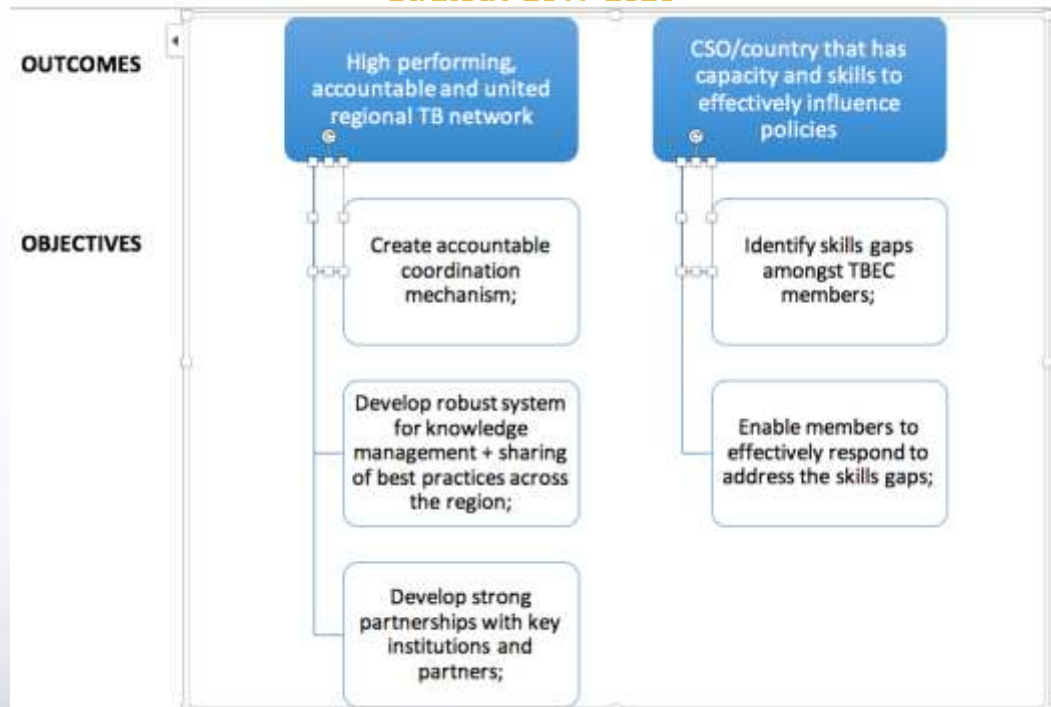 OUTCOMES
High performing,
accountable and united
regional TB network
CSO/country that has
capacity and skills to
effectively influence
policies
OBJECTIVES
Create accountable
coordination
mechanism;
Identify skills gaps
amongst TBEC
members;
Develop robust system
for knowledge
management + sharing
of best practices across
the region;
Enable members to
effectively respond to
address the skills gaps;
Develop strong
partnerships with key
institutions and
partners;